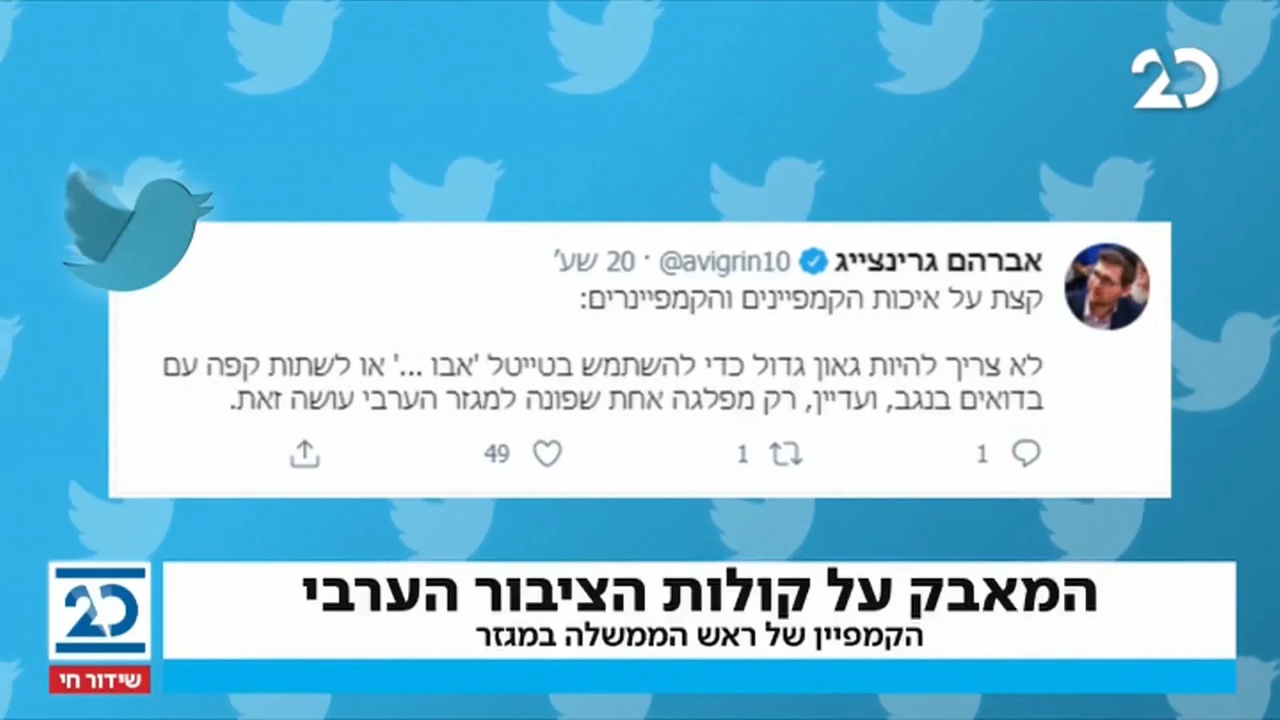 20
אברהם גרינצייג @avigrin10 · 20 שע'
קצת על איכות הקמפיינים והקמפיינרים:
לא צריך להיות גאון גדול כדי להשתמש בטייטל 'אבו ...' או לשתות קפה עם
בדואים בנגב, ועדיין, רק מפלגה אחת שפונה למגזר הערבי עושה זאת.
1 1 49
המאבק על קולות הציבור הערבי
הקמפיין של ראש הממשלה במגזר
20
שידור חי